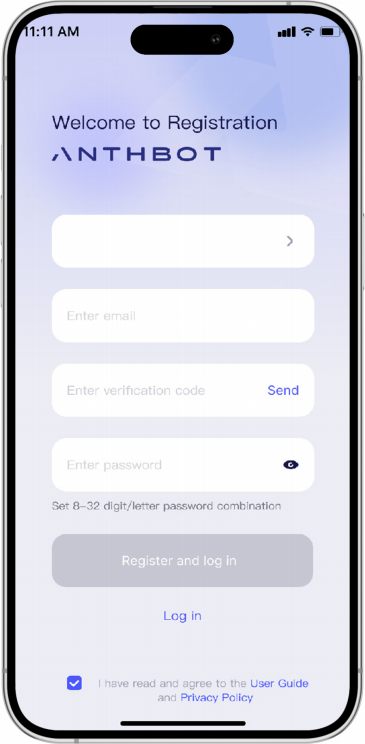 11:11 AM
Welcome to Registration
ANTHBOT
Enter email
Enter verification code Send
Enter password
Set 8-32 digit/letter password combination
Register and log in
Log in
I have read and agree to the User Guide
and Privacy Policy